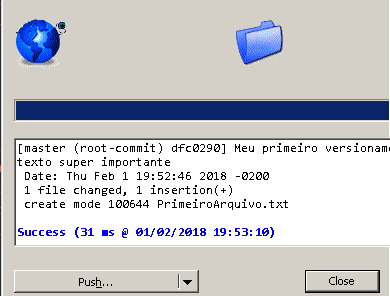 [master (root-commit) dfc0290] Meu primeiro
texto super importante
Date: Thu Feb 1 19:52:46 2018 -0200
1 file changed, 1 insertion(+)
create mode 100644 PrimeiroArquivo.txt
Success (31 ms @ 01/02/2018 19:53:10)
Push...
Close